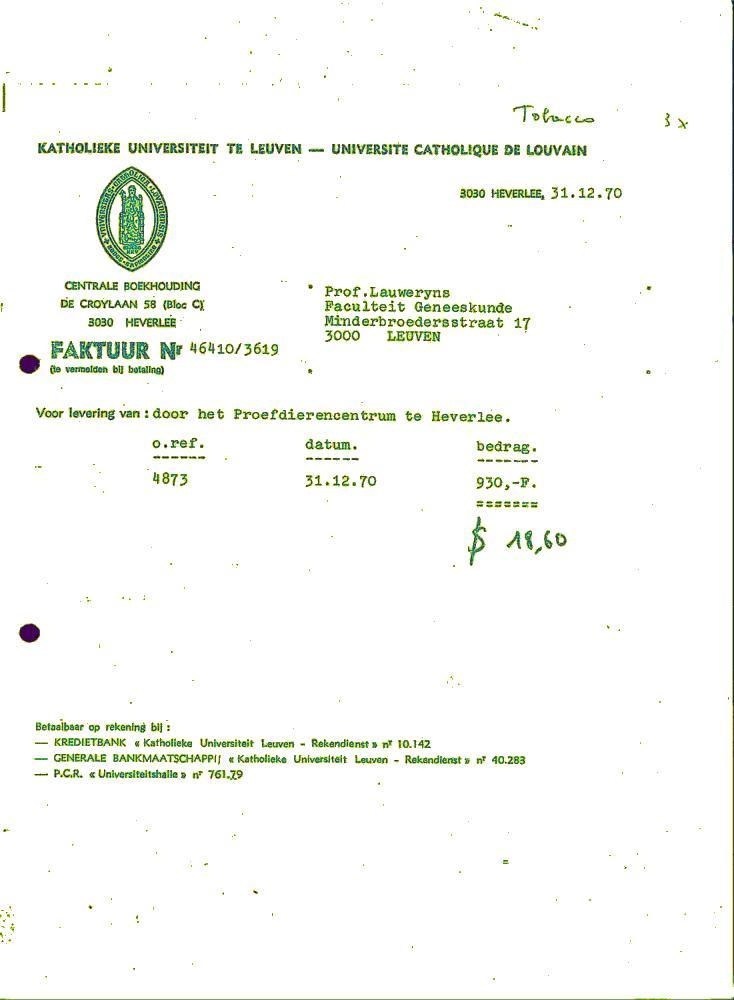 Tobacco 3 x
KATHOLIEKE UNIVERSITEIT TE LEUVEN — UNIVERSITE CATHOLIQUE DE LOUVAIN
3030 HEVERLEE, 31.12.70
CENTRALE BOEKHOUDING
DE CROYLAAN 58 (Bloc C)
3030 HEVERLEE
Prof.Lauweryns
Faculteit Geneeskunde
Minderbroedersstraat 17
3000 LEUVEN
FAKTUUR Nr 46410/3619
(te vermelden bij betaling)
Voor levering van : door het Proefdierencentrum te Heverlee.
o.ref. datum. bedrag.
4873 31.12.70 930,-F.
$ 18,60
Betaalbaar op rekening bij :
— KREDIETBANK « Katholieke Universiteit Leuven - Rekendienst » nr 10.142
— GENERALE BANKMAATSCHAPPIJ « Katholieke Universiteit Leuven - Rekendienst » nr 40.283
— P.C.R. « Universiteitshalle » nr 761.79